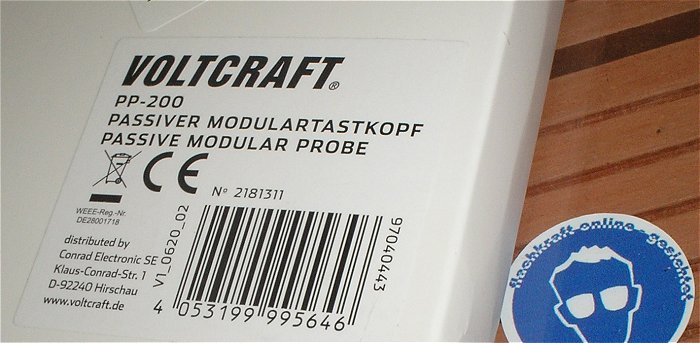 VOLTCRAFT®
PP-200
PASSIVER MODULARTASTKOPF
PASSIVE MODULAR PROBE
CE
Nº 2181311
WEEE-Reg.-Nr.
DE28001718
distributed by
Conrad Electronic SE
Klaus-Conrad-Str. 1
D-92240 Hirschau
www.voltcraft.de
V1_0620_02
4 053199 995646
97040443
flachkraft-online - gesichtet